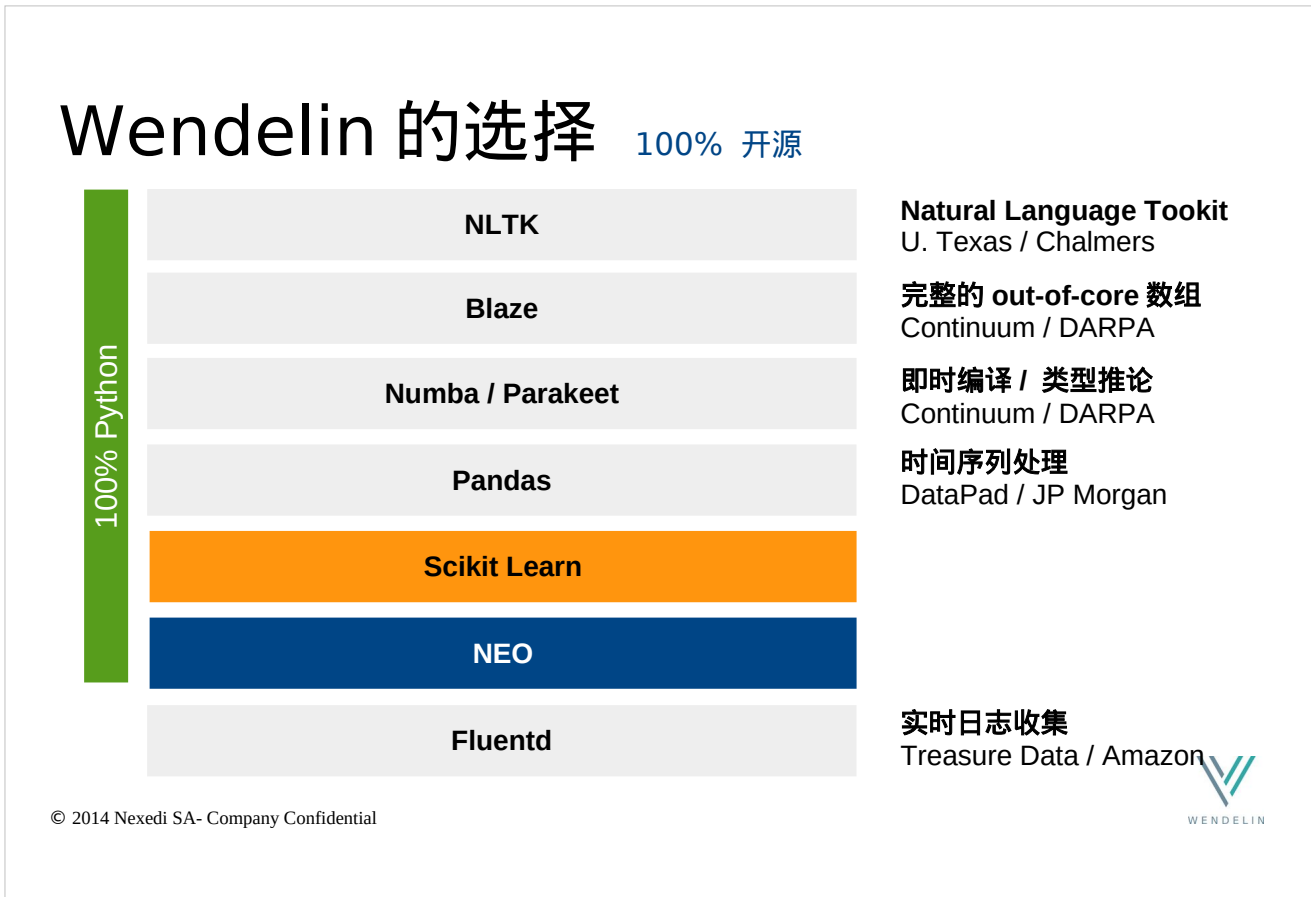 Wendelin 的选择 100% 开源
100% Python
NLTK
Natural Language Tookit
U. Texas / Chalmers
Blaze
完整的 out-of-core 数组
Continuum / DARPA
Numba / Parakeet
即时编译 / 类型推论
Continuum / DARPA
Pandas
时间序列处理
DataPad / JP Morgan
Scikit Learn
NEO
Fluentd
实时日志收集
Treasure Data / Amazon
© 2014 Nexedi SA- Company Confidential
WENDELIN